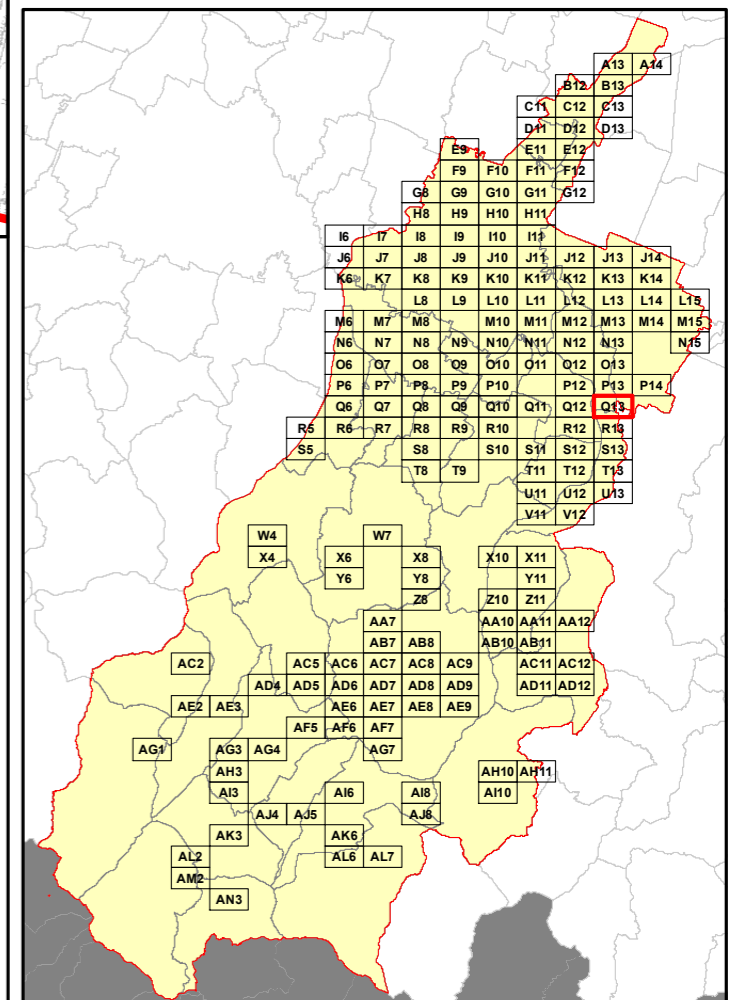 A13 A14
B12 B13
C11 C12 C13
D11 D12 D13
E9 E11 E12
F9 F10 F11 F12
G8 G9 G10 G11 G12
H8 H9 H10 H11
I6 I7 I8 I9 I10 I11
J6 J7 J8 J9 J10 J11 J12 J13 J14
K6 K7 K8 K9 K10 K11 K12 K13 K14
L8 L9 L10 L11 L12 L13 L14 L15
M6 M7 M8 M10 M11 M12 M13 M14 M15
N6 N7 N8 N9 N10 N11 N12 N13 N15
O6 O7 O8 O9 O10 O11 O12 O13
P6 P7 P8 P9 P10 P12 P13 P14
Q6 Q7 Q8 Q9 Q10 Q11 Q12 Q13
R5 R6 R7 R8 R9 R10 R12 R13
S5 S8 S10 S11 S12 S13
T8 T9 T11 T12 T13
U11 U12 U13
V11 V12
W4 W7
X4 X6 X8 X10 X11
Y6 Y8 Y11
Z8 Z10 Z11
AA7 AA10 AA11 AA12
AB7 AB8 AB10 AB11
AC2 AC5 AC6 AC7 AC8 AC9 AC11 AC12
AD4 AD5 AD6 AD7 AD8 AD9 AD11 AD12
AE2 AE3 AE6 AE7 AE8 AE9
AF5 AF6 AF7
AG1 AG3 AG4 AG7
AH3 AH10 AH11
AI3 AI6 AI8 AI10
AJ4 AJ5 AJ8
AK3 AK6
AL2 AL6 AL7
AM2
AN3